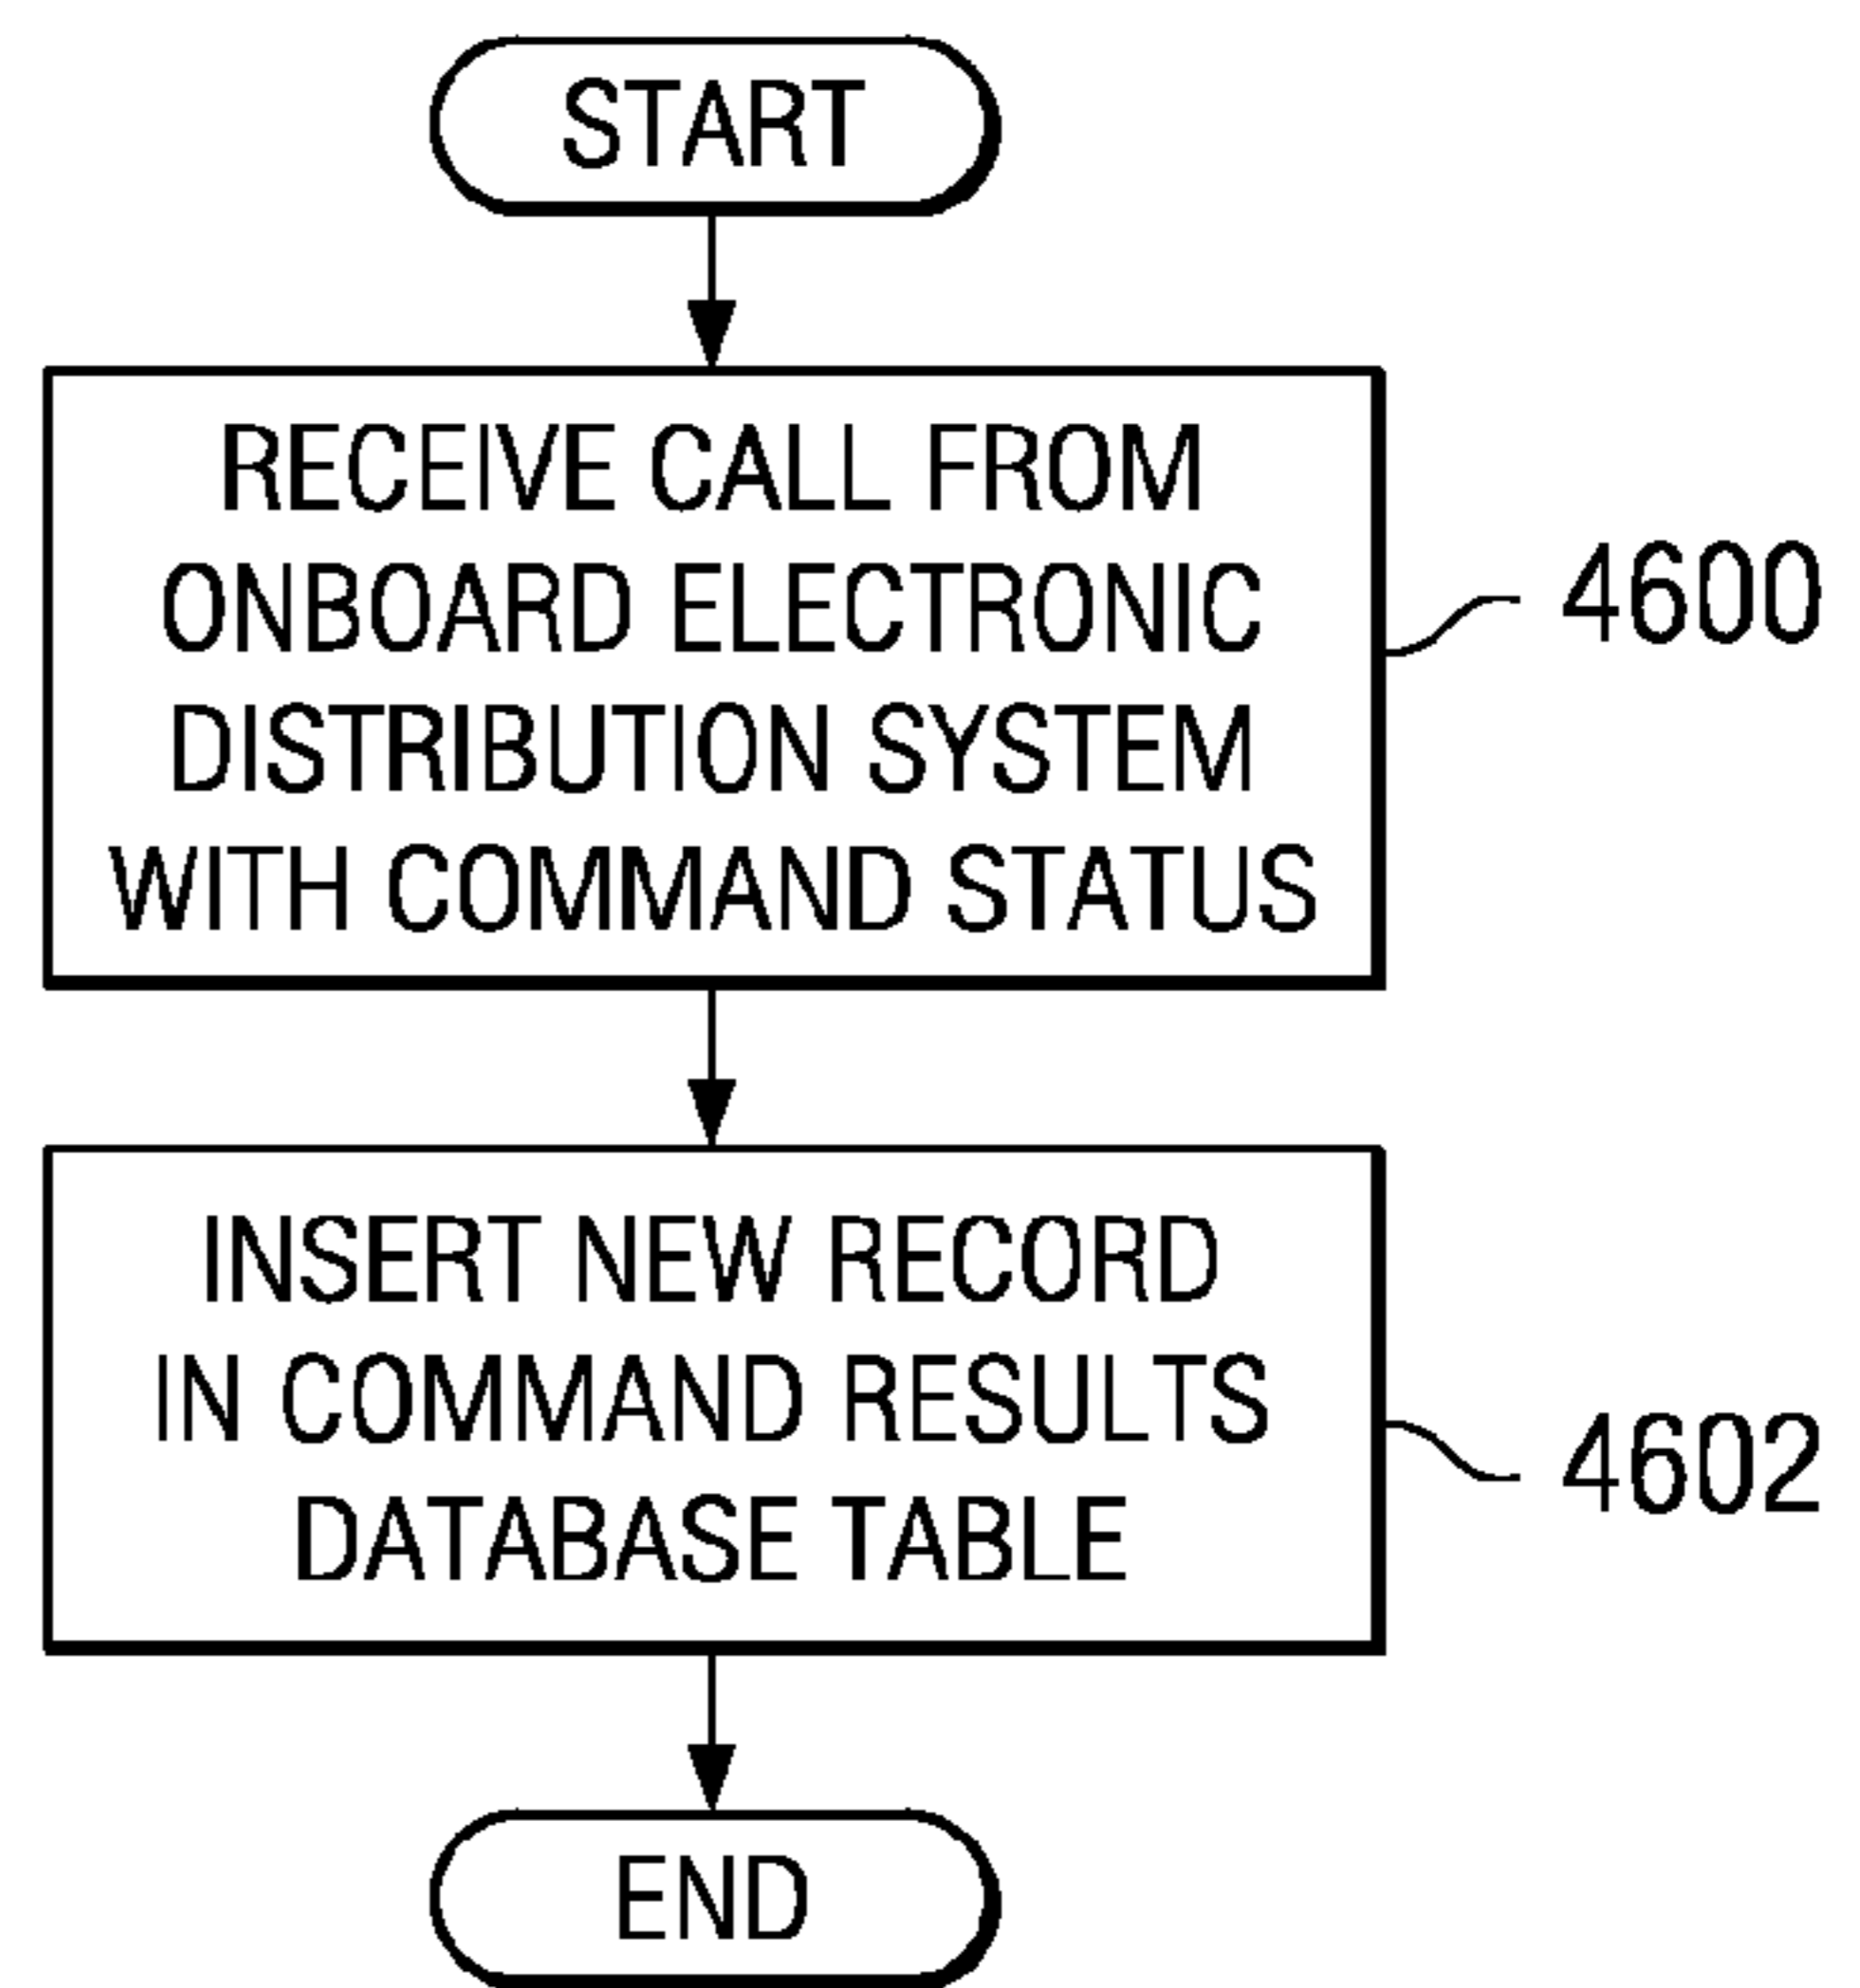 START
RECEIVE CALL FROM
ONBOARD ELECTRONIC
DISTRIBUTION SYSTEM
WITH COMMAND STATUS
4600
INSERT NEW RECORD
IN COMMAND RESULTS
DATABASE TABLE
4602
END